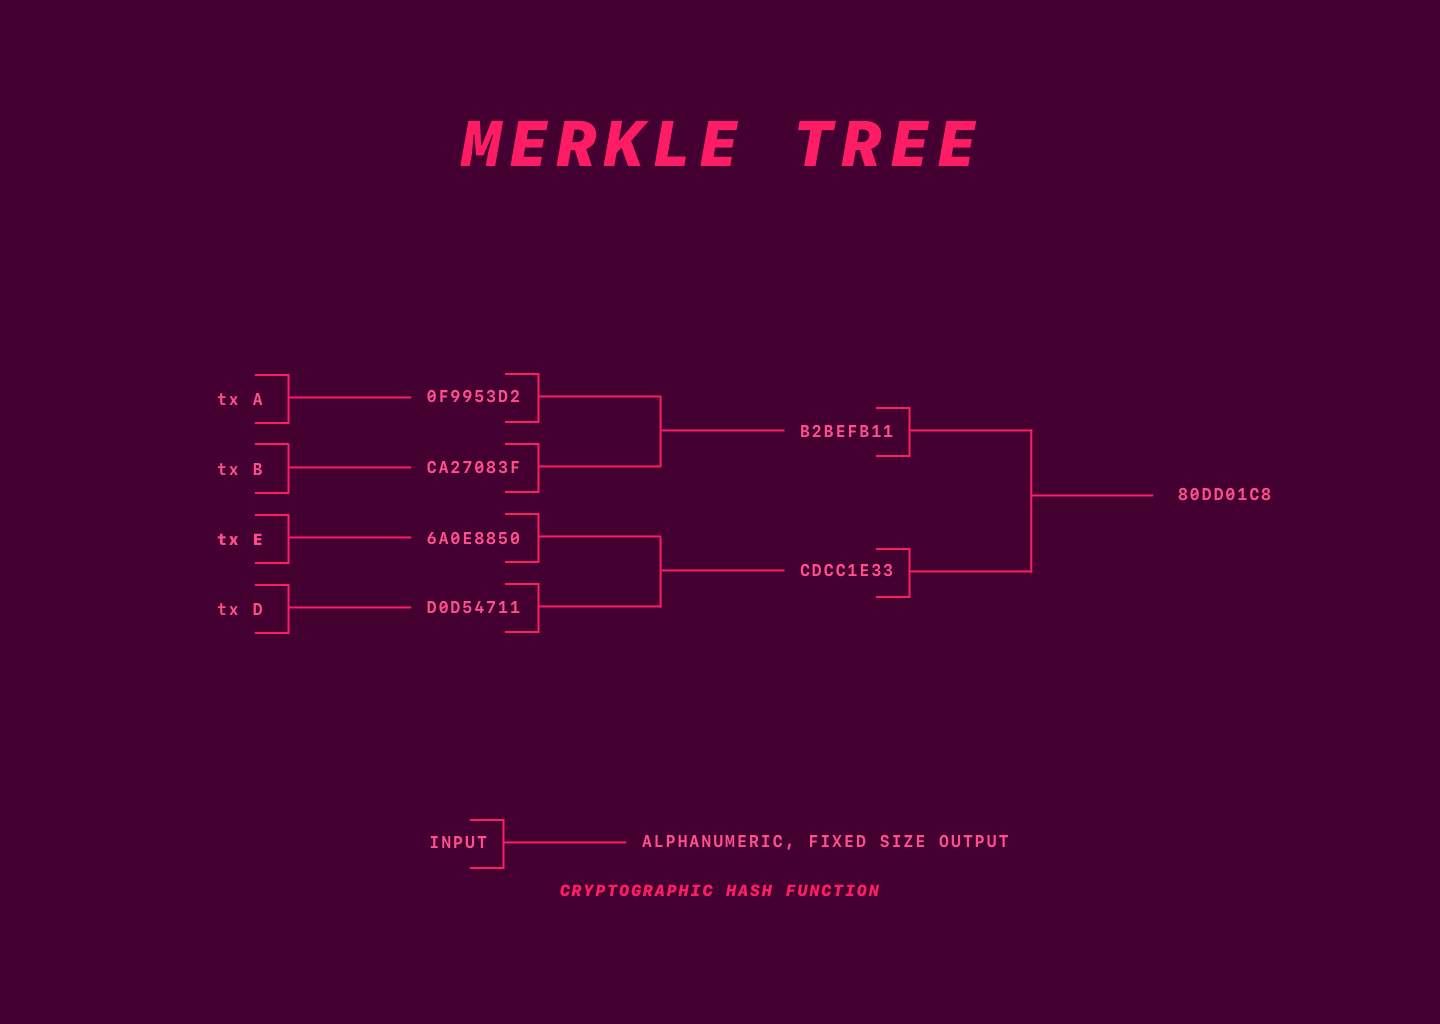 MERKLE TREE
tx A
0F9953D2
tx B
CA27083F
B2BEFB11
tx E
6A0E8850
80DD01C8
tx D
D0D54711
CDCC1E33
INPUT
ALPHANUMERIC, FIXED SIZE OUTPUT
CRYPTOGRAPHIC HASH FUNCTION